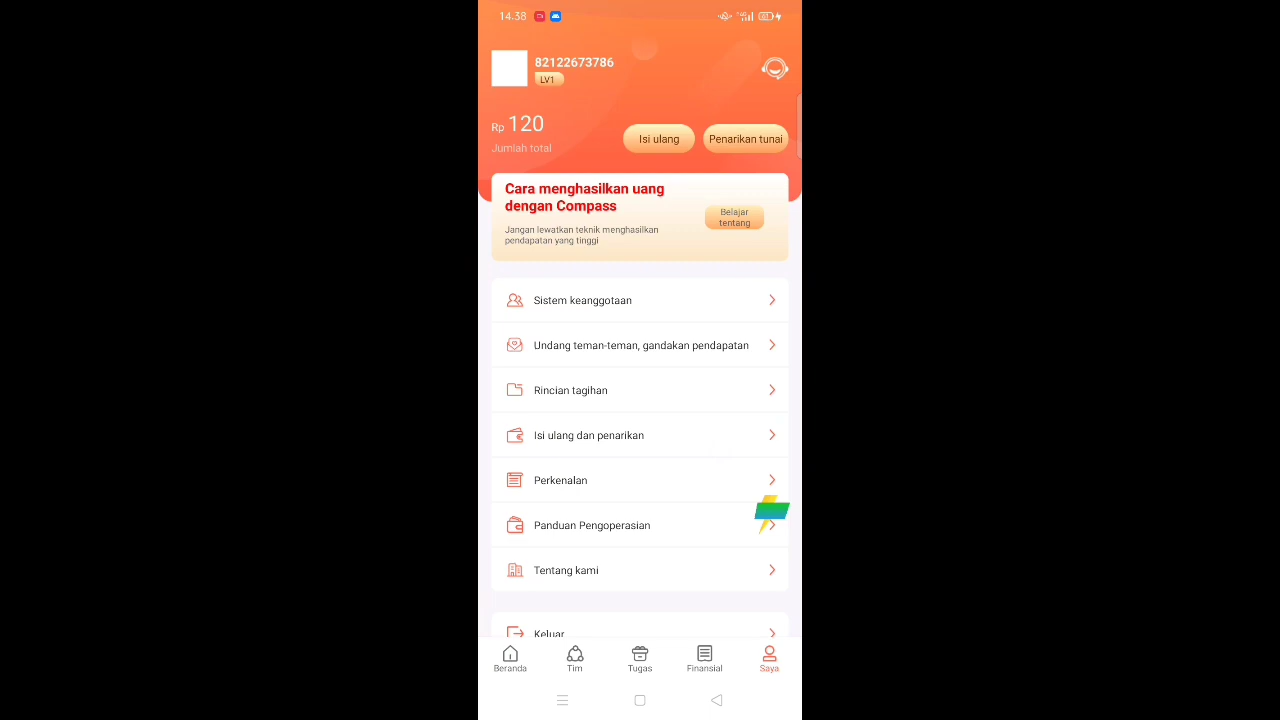 14.38
82122673786
LV1
Rp 120
Jumlah total
Isi ulang
Penarikan tunai
Cara menghasilkan uang
dengan Compass
Jangan lewatkan teknik menghasilkan
pendapatan yang tinggi
Belajar
tentang
Sistem keanggotaan
Undang teman-teman, gandakan pendapatan
Rincian tagihan
Isi ulang dan penarikan
Perkenalan
Panduan Pengoperasian
Tentang kami
Keluar
Beranda
Tim
Tugas
Finansial
Saya